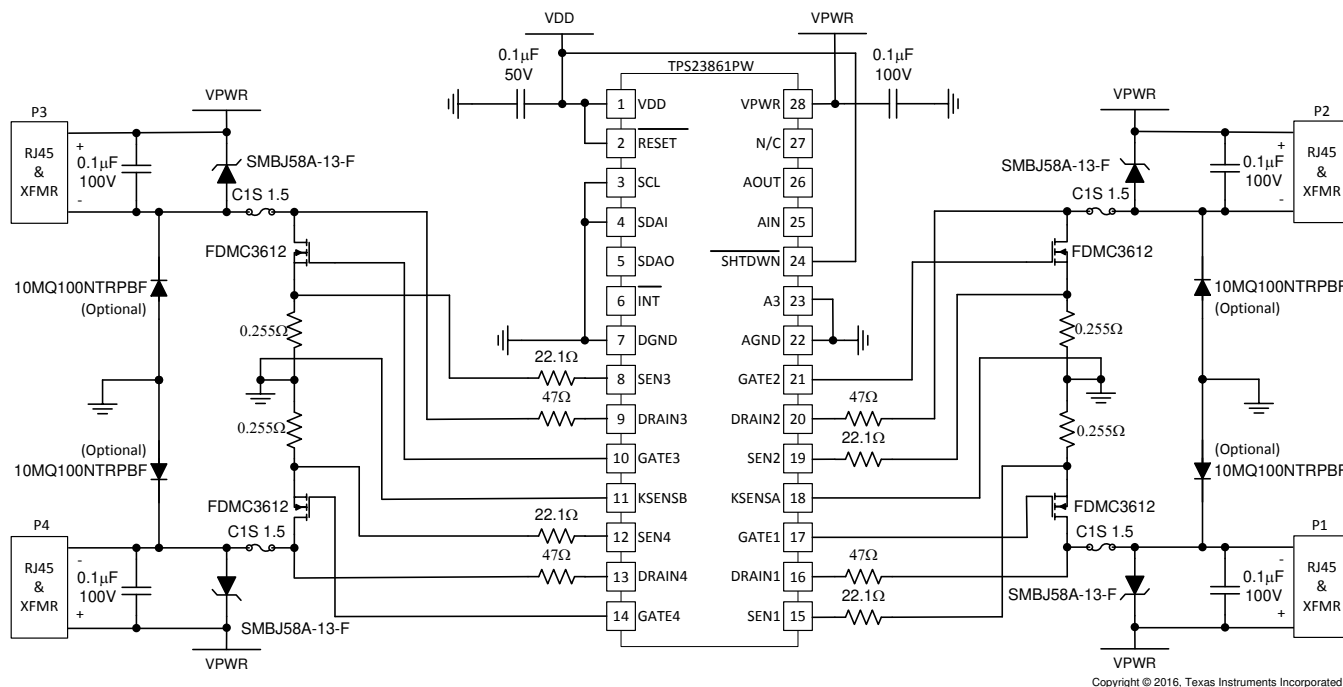 VDD
VPWR
0.1µF
50V
TPS23861PW
0.1µF
100V
P3
VPWR
RJ45
&
XFMR
+
-
0.1µF
100V
SMBJ58A-13-F
C1S 1.5
FDMC3612
10MQ100NTRPBF
(Optional)
0.255Ω
0.255Ω
(Optional)
10MQ100NTRPBF
FDMC3612
C1S 1.5
P4
RJ45
&
XFMR
-
+
0.1µF
100V
SMBJ58A-13-F
VPWR
22.1Ω
47Ω
22.1Ω
47Ω
1 VDD
2 RESET
3 SCL
4 SDAI
5 SDAO
6 INT
7 DGND
8 SEN3
9 DRAIN3
10 GATE3
11 KSENSB
12 SEN4
13 DRAIN4
14 GATE4
VPWR 28
N/C 27
AOUT 26
AIN 25
SHTDWN 24
A3 23
AGND 22
GATE2 21
DRAIN2 20
SEN2 19
KSENSA 18
GATE1 17
DRAIN1 16
SEN1 15
47Ω
22.1Ω
47Ω
22.1Ω
VPWR
P2
RJ45
&
XFMR
+
-
0.1µF
100V
SMBJ58A-13-F
C1S 1.5
FDMC3612
10MQ100NTRPBF
(Optional)
0.255Ω
0.255Ω
(Optional)
10MQ100NTRPBF
FDMC3612
C1S 1.5
P1
RJ45
&
XFMR
-
+
0.1µF
100V
SMBJ58A-13-F
VPWR
Copyright © 2016, Texas Instruments Incorporated